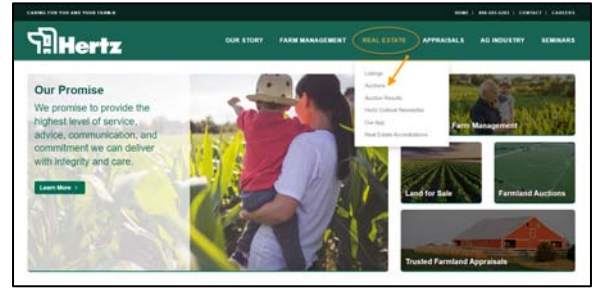 CARING FOR YOU AND YOUR FARM.®
HOME | 800.593.5263 | CONTACT | CAREERS
Hertz
OUR STORY FARM MANAGEMENT REAL ESTATE APPRAISALS AG INDUSTRY SEMINARS
Listings
Auctions
Auction Results
Hertz Outlook Newsletter
Our App
Real Estate Accreditations
Our Promise
We promise to provide the
highest level of service,
advice, communication, and
commitment we can deliver
with integrity and care.
Learn More ›
Farm Management
Land for Sale
Farmland Auctions
Trusted Farmland Appraisals